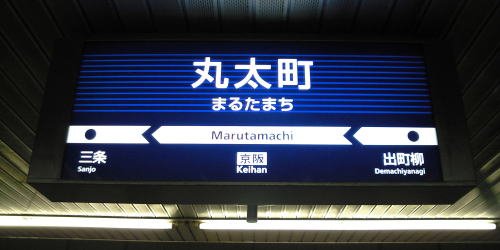 丸太町
まるたまち
Marutamachi
三条
Sanjo
京阪
Keihan
出町柳
Demachiyanagi